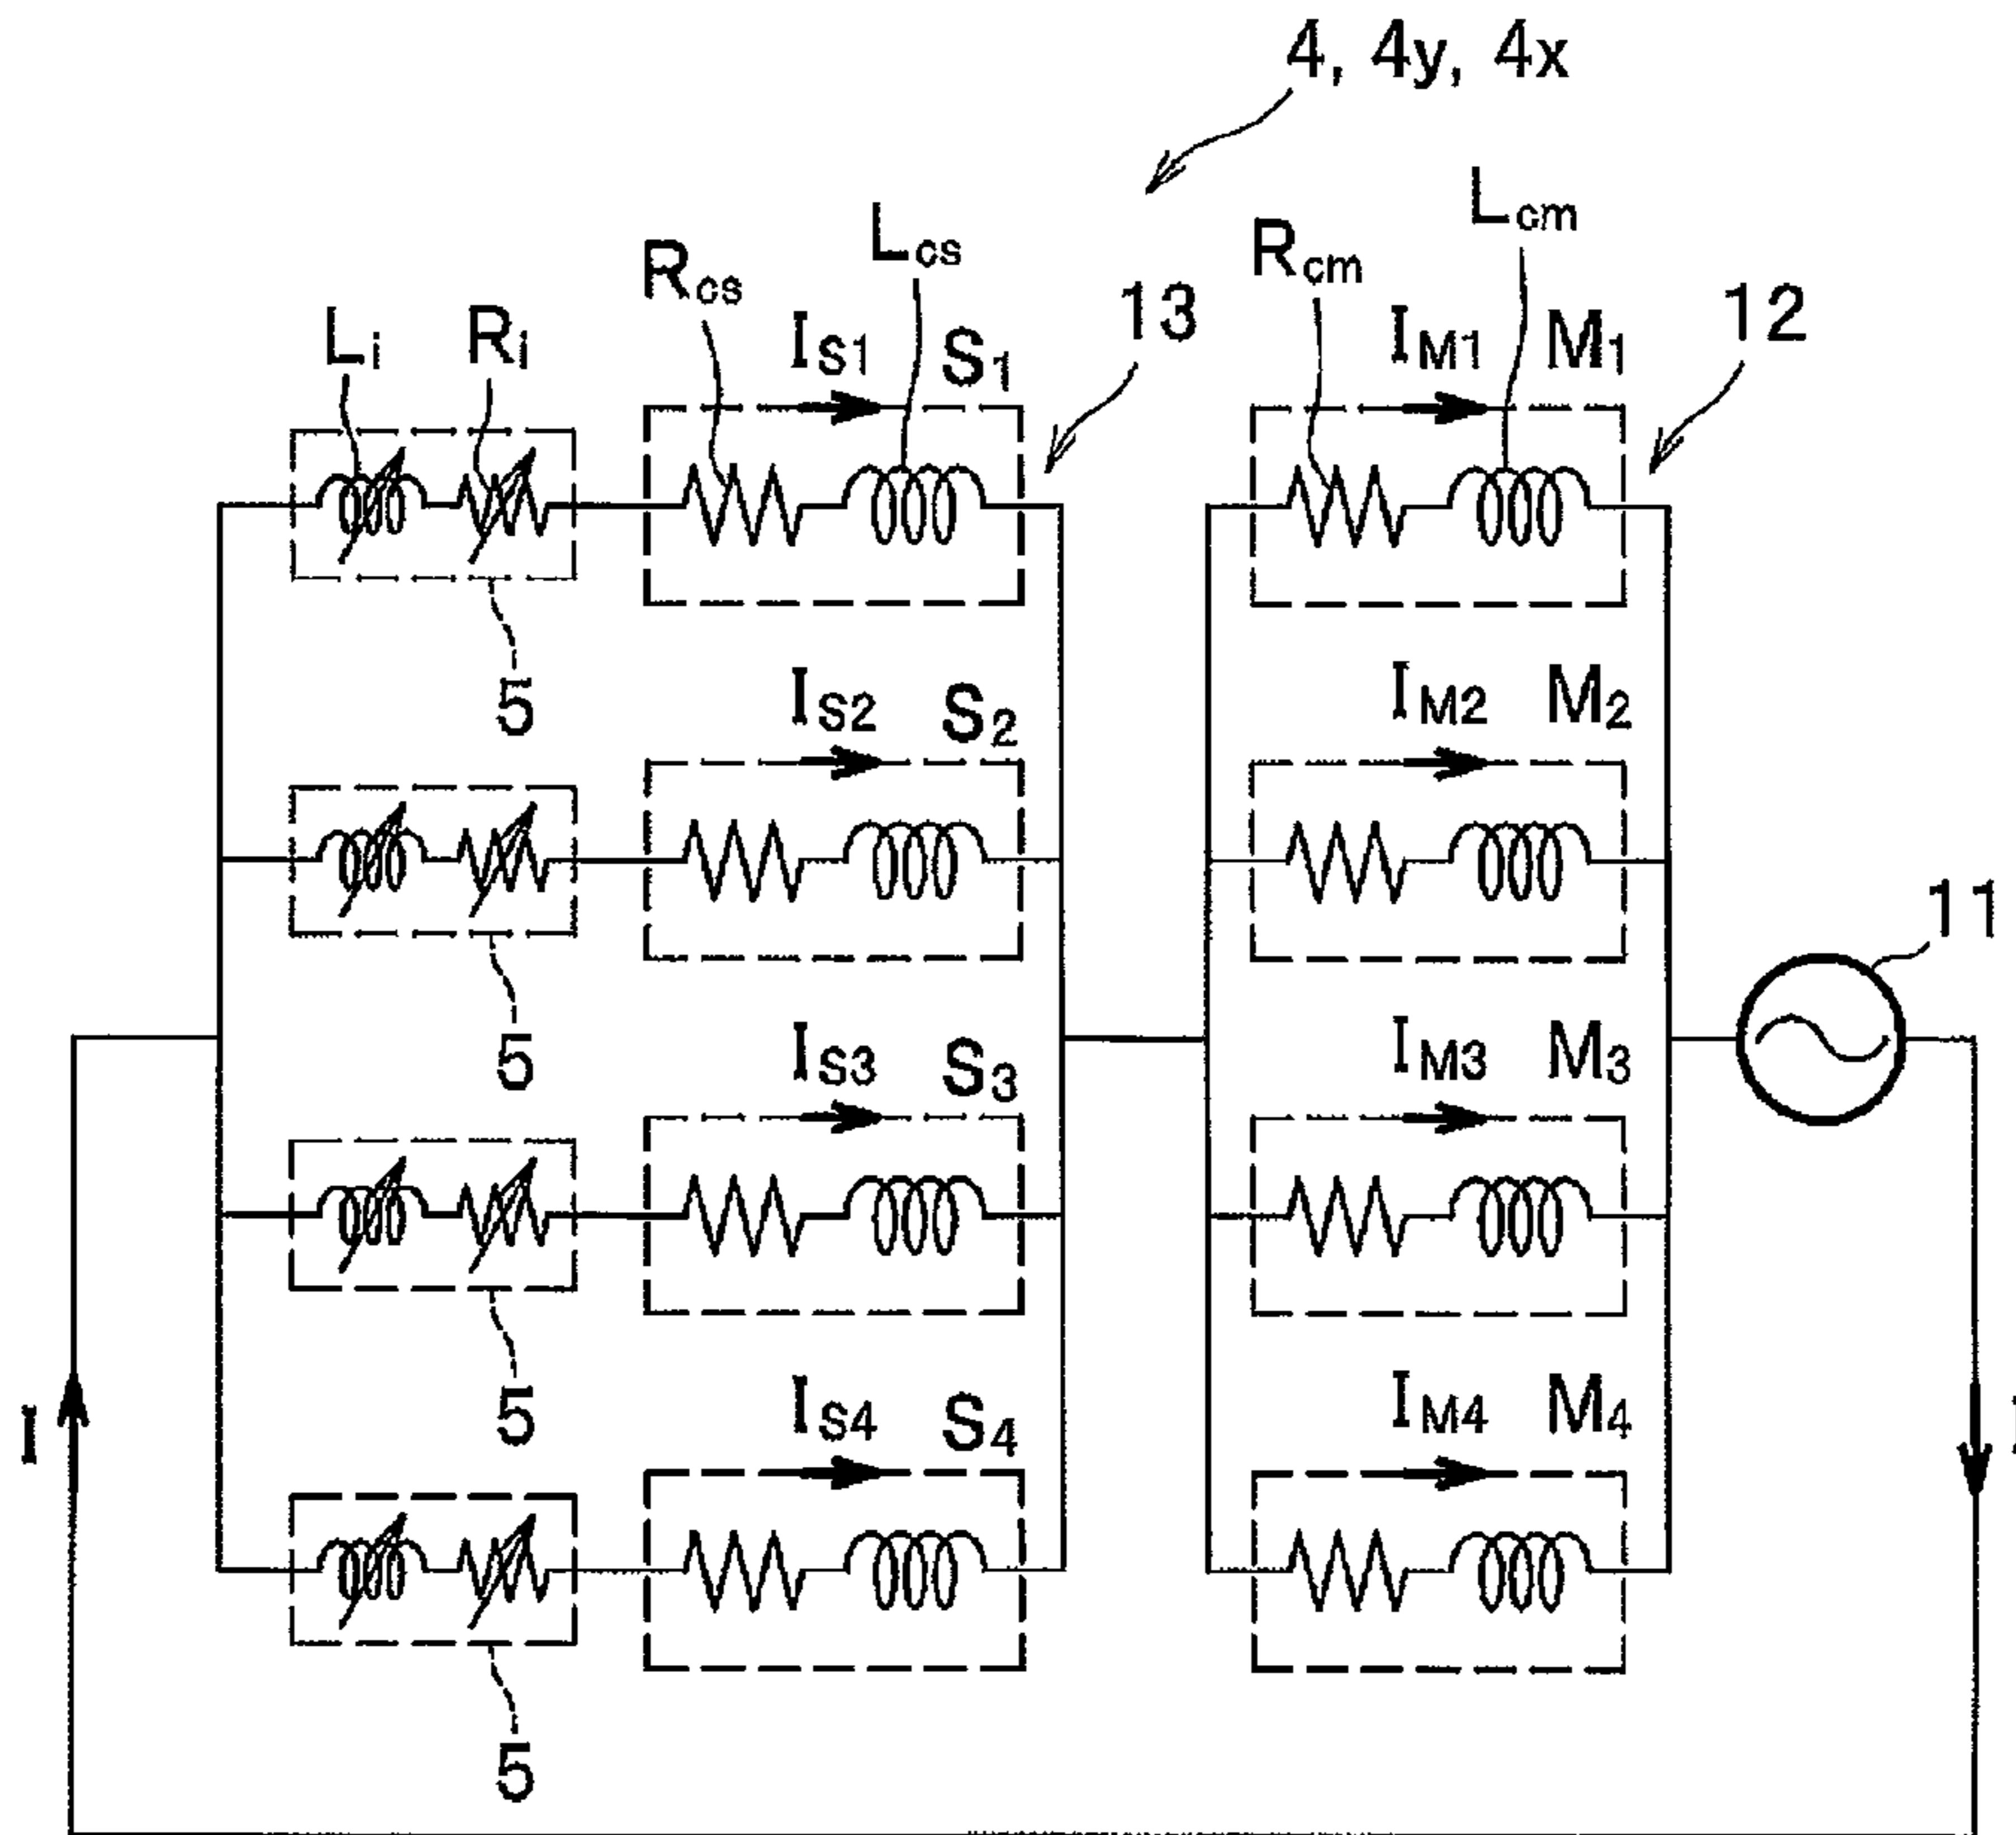 4, 4y, 4x
Li Ri Rcs Lcs 13 Rcm Lcm 12
IS1 S1 IM1 M1
5
IS2 S2 IM2 M2
5
11
IS3 S3 IM3 M3
5
IS4 S4 IM4 M4
I I
5